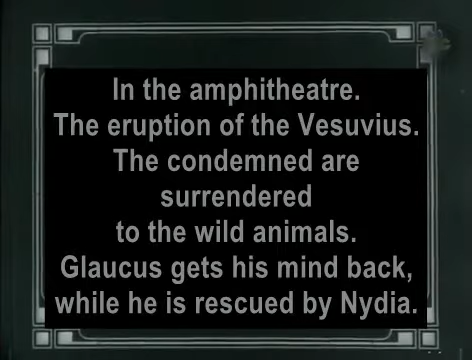 In the amphitheatre.
The eruption of the Vesuvius.
The condemned are
surrendered
to the wild animals.
Glaucus gets his mind back,
while he is rescued by Nydia.